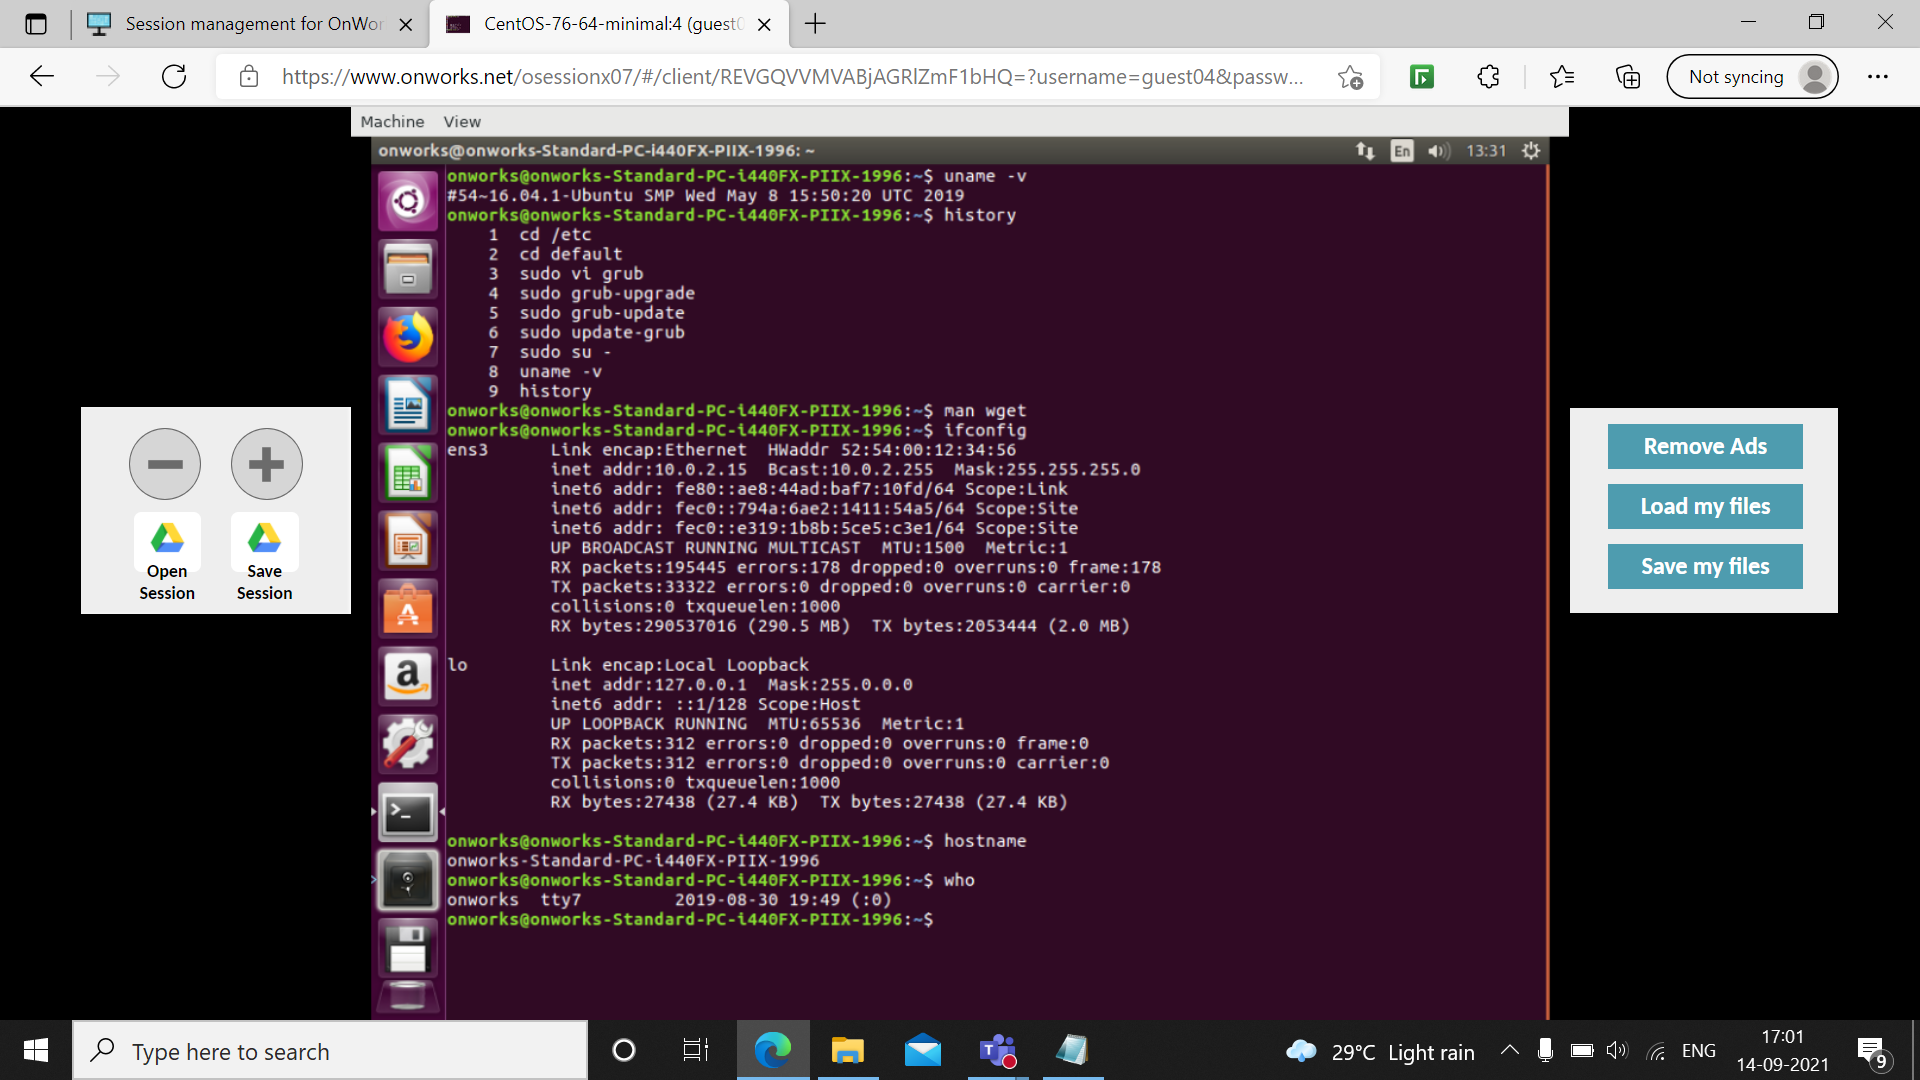 Session management for OnWor
CentOS-76-64-minimal:4 (guest0
https://www.onworks.net/osessionx07/#/client/REVGQVVMVABjAGRlZmF1bHQ=?username=guest04&passw...
Not syncing
Machine View
onworks@onworks-Standard-PC-i440FX-PIIX-1996: ~
En 13:31
onworks@onworks-Standard-PC-i440FX-PIIX-1996:~$ uname -v
#54~16.04.1-Ubuntu SMP Wed May 8 15:50:20 UTC 2019
onworks@onworks-Standard-PC-i440FX-PIIX-1996:~$ history
1 cd /etc
2 cd default
3 sudo vi grub
4 sudo grub-upgrade
5 sudo grub-update
6 sudo update-grub
7 sudo su -
8 uname -v
9 history
onworks@onworks-Standard-PC-i440FX-PIIX-1996:~$ man wget
onworks@onworks-Standard-PC-i440FX-PIIX-1996:~$ ifconfig
ens3 Link encap:Ethernet HWaddr 52:54:00:12:34:56
inet addr:10.0.2.15 Bcast:10.0.2.255 Mask:255.255.255.0
inet6 addr: fe80::ae8:44ad:baf7:10fd/64 Scope:Link
inet6 addr: fec0::794a:6ae2:1411:54a5/64 Scope:Site
inet6 addr: fec0::e319:1b8b:5ce5:c3e1/64 Scope:Site
UP BROADCAST RUNNING MULTICAST MTU:1500 Metric:1
RX packets:195445 errors:178 dropped:0 overruns:0 frame:178
TX packets:33322 errors:0 dropped:0 overruns:0 carrier:0
collisions:0 txqueuelen:1000
RX bytes:290537016 (290.5 MB) TX bytes:2053444 (2.0 MB)
lo Link encap:Local Loopback
inet addr:127.0.0.1 Mask:255.0.0.0
inet6 addr: ::1/128 Scope:Host
UP LOOPBACK RUNNING MTU:65536 Metric:1
RX packets:312 errors:0 dropped:0 overruns:0 frame:0
TX packets:312 errors:0 dropped:0 overruns:0 carrier:0
collisions:0 txqueuelen:1000
RX bytes:27438 (27.4 KB) TX bytes:27438 (27.4 KB)
onworks@onworks-Standard-PC-i440FX-PIIX-1996:~$ hostname
onworks-Standard-PC-i440FX-PIIX-1996
onworks@onworks-Standard-PC-i440FX-PIIX-1996:~$ who
onworks tty7 2019-08-30 19:49 (:0)
onworks@onworks-Standard-PC-i440FX-PIIX-1996:~$
Open Session
Save Session
Remove Ads
Load my files
Save my files
Type here to search
29°C Light rain
ENG
17:01
14-09-2021
9